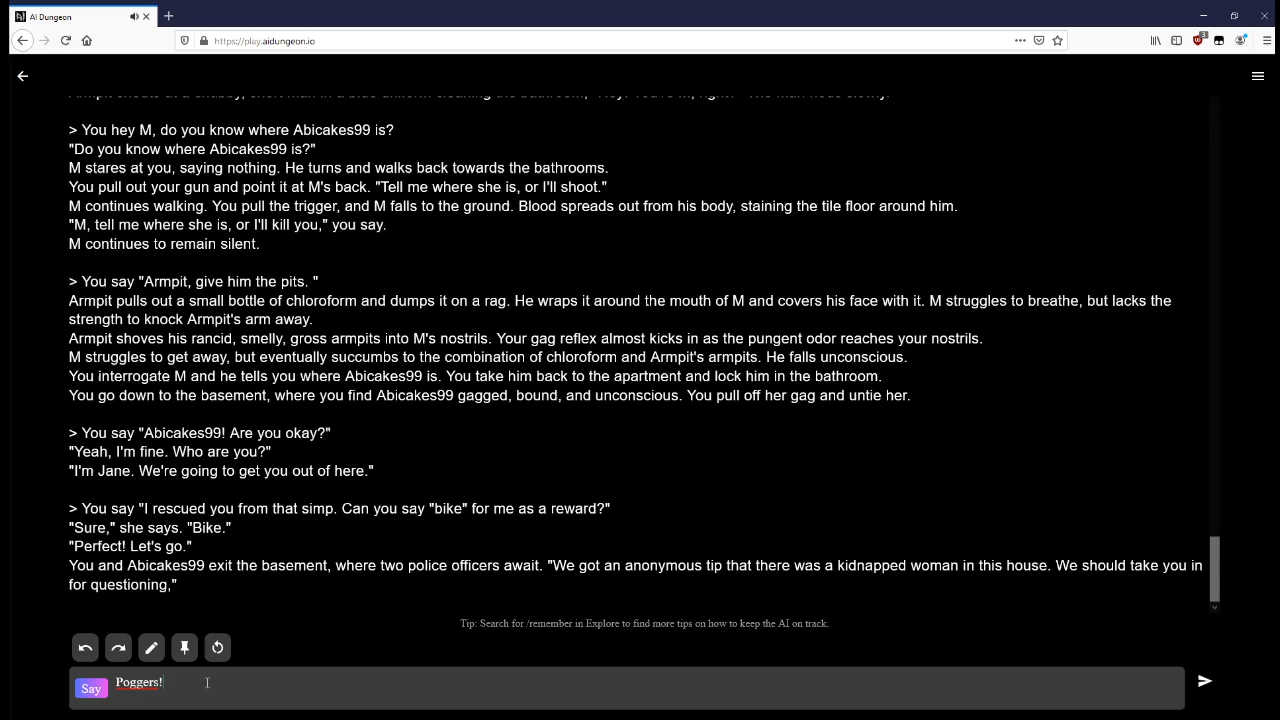 AI Dungeon
https://play.aidungeon.io
3
> You hey M, do you know where Abicakes99 is?
"Do you know where Abicakes99 is?"
M stares at you, saying nothing. He turns and walks back towards the bathrooms.
You pull out your gun and point it at M's back. "Tell me where she is, or I'll shoot."
M continues walking. You pull the trigger, and M falls to the ground. Blood spreads out from his body, staining the tile floor around him.
"M, tell me where she is, or I'll kill you," you say.
M continues to remain silent.
> You say "Armpit, give him the pits. "
Armpit pulls out a small bottle of chloroform and dumps it on a rag. He wraps it around the mouth of M and covers his face with it. M struggles to breathe, but lacks the
strength to knock Armpit's arm away.
Armpit shoves his rancid, smelly, gross armpits into M's nostrils. Your gag reflex almost kicks in as the pungent odor reaches your nostrils.
M struggles to get away, but eventually succumbs to the combination of chloroform and Armpit's armpits. He falls unconscious.
You interrogate M and he tells you where Abicakes99 is. You take him back to the apartment and lock him in the bathroom.
You go down to the basement, where you find Abicakes99 gagged, bound, and unconscious. You pull off her gag and untie her.
> You say "Abicakes99! Are you okay?"
"Yeah, I'm fine. Who are you?"
"I'm Jane. We're going to get you out of here."
> You say "I rescued you from that simp. Can you say "bike" for me as a reward?"
"Sure," she says. "Bike."
"Perfect! Let's go."
You and Abicakes99 exit the basement, where two police officers await. "We got an anonymous tip that there was a kidnapped woman in this house. We should take you in
for questioning,"
Tip: Search for /remember in Explore to find more tips on how to keep the AI on track.
Say Poggers!